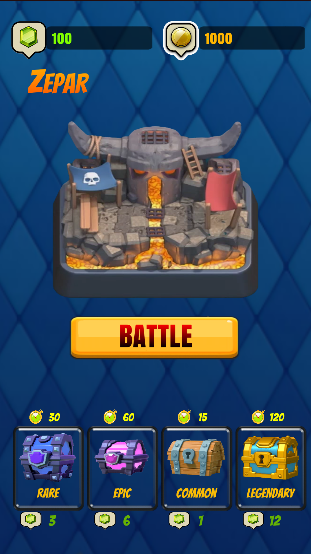 100 1000
ZEPAR
BATTLE
30 60 15 120
RARE EPIC COMMON LEGENDARY
3 6 1 12